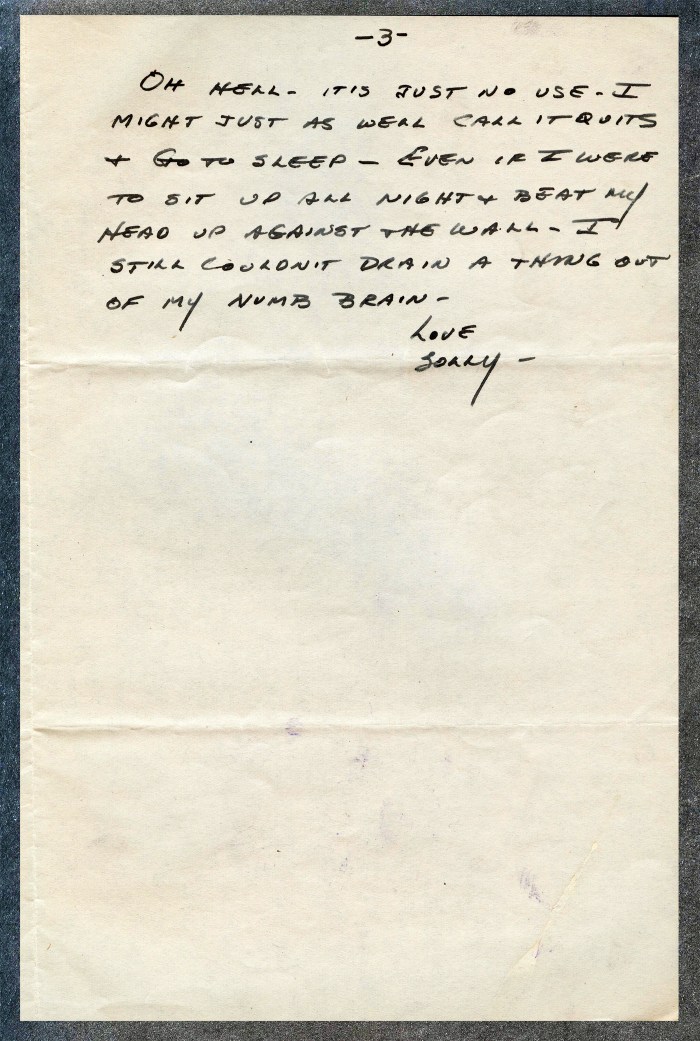 -3-
OH HELL - IT'S JUST NO USE - I
MIGHT JUST AS WELL CALL IT QUITS
+ GO TO SLEEP - EVEN IF I WERE
TO SIT UP ALL NIGHT + BEAT MY
HEAD UP AGAINST THE WALL - I
STILL COULDN'T DRAIN A THING OUT
OF MY NUMB BRAIN -
LOVE